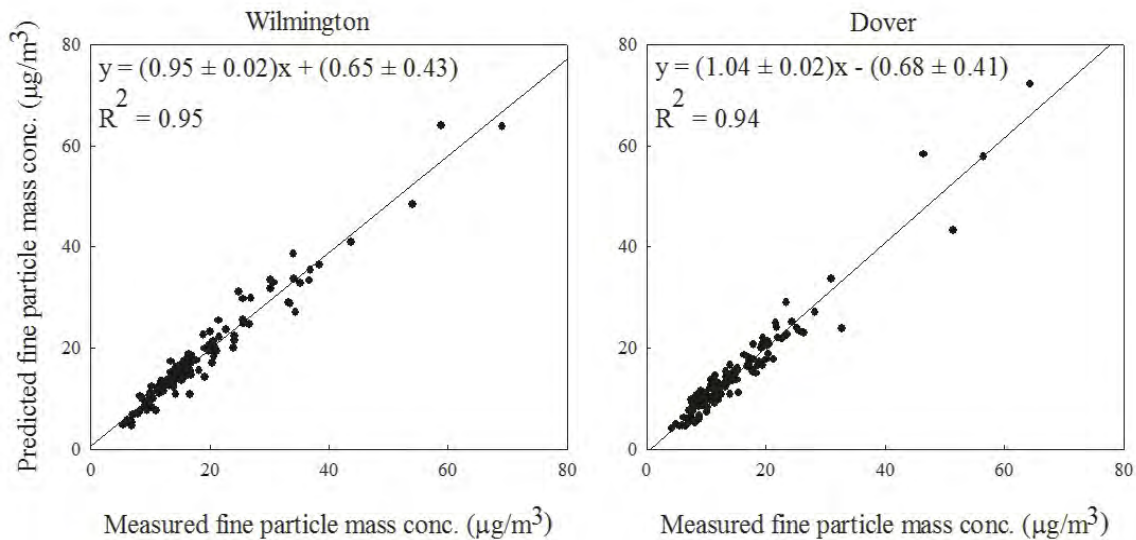 Wilmington
Dover
Predicted fine particle mass conc. (μg/m³)
y = (0.95 ± 0.02)x + (0.65 ± 0.43)
R² = 0.95
80
60
40
20
0
0 20 40 60 80
Measured fine particle mass conc. (μg/m³)
y = (1.04 ± 0.02)x - (0.68 ± 0.41)
R² = 0.94
80
60
40
20
0
0 20 40 60 80
Measured fine particle mass conc. (μg/m³)